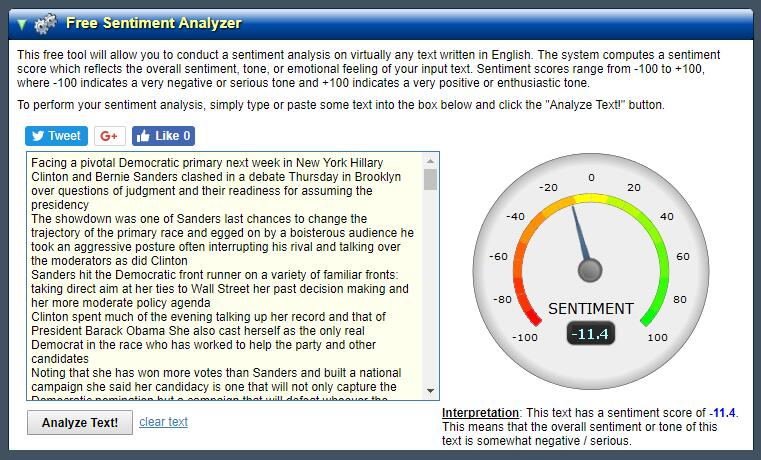 Free Sentiment Analyzer
This free tool will allow you to conduct a sentiment analysis on virtually any text written in English. The system computes a sentiment
score which reflects the overall sentiment, tone, or emotional feeling of your input text. Sentiment scores range from -100 to +100,
where -100 indicates a very negative or serious tone and +100 indicates a very positive or enthusiastic tone.
To perform your sentiment analysis, simply type or paste some text into the box below and click the "Analyze Text!" button.
Tweet
G+
Like 0
Facing a pivotal Democratic primary next week in New York Hillary
Clinton and Bernie Sanders clashed in a debate Thursday in Brooklyn
over questions of judgment and their readiness for assuming the
presidency
The showdown was one of Sanders last chances to change the
trajectory of the primary race and egged on by a boisterous audience he
took an aggressive posture often interrupting his rival and talking over
the moderators as did Clinton
Sanders hit the Democratic front runner on a variety of familiar fronts:
taking direct aim at her ties to Wall Street her past decision making and
her more moderate policy agenda
Clinton spent much of the evening talking up her record and that of
President Barack Obama She also cast herself as the only real
Democrat in the race who has worked to help the party and other
candidates
Noting that she has won more votes than Sanders and built a national
campaign she said her candidacy is one that will not only capture the
Democratic nomination but a campaign that will defeat whoever the
-100
-80
-60
-40
-20
0
20
40
60
80
100
SENTIMENT
-11.4
Analyze Text!
clear text
Interpretation: This text has a sentiment score of -11.4.
This means that the overall sentiment or tone of this
text is somewhat negative / serious.